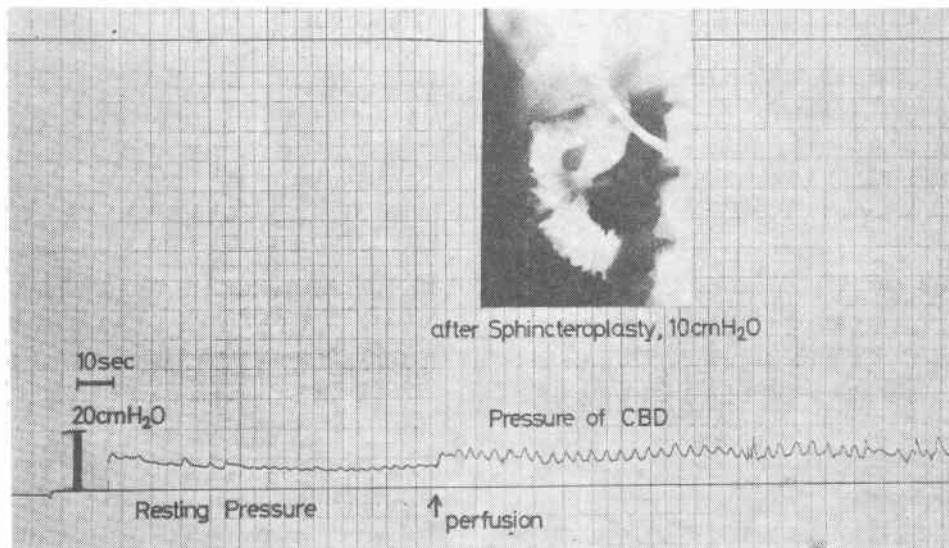 after Sphincteroplasty, 10cmH₂O
10sec
20cmH₂O
Pressure of CBD
Resting Pressure
↑ perfusion